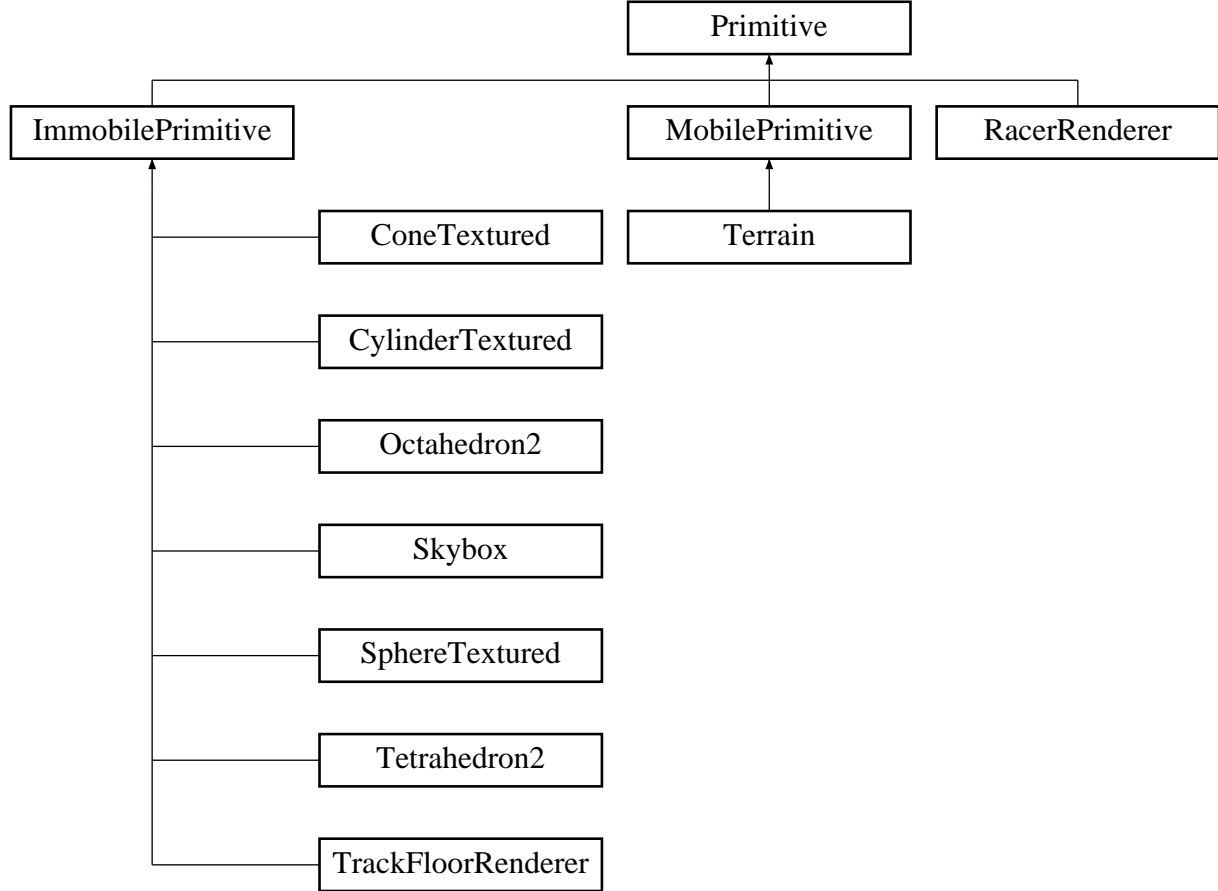 Primitive
ImmobilePrimitive
MobilePrimitive
RacerRenderer
ConeTextured
Terrain
CylinderTextured
Octahedron2
Skybox
SphereTextured
Tetrahedron2
TrackFloorRenderer